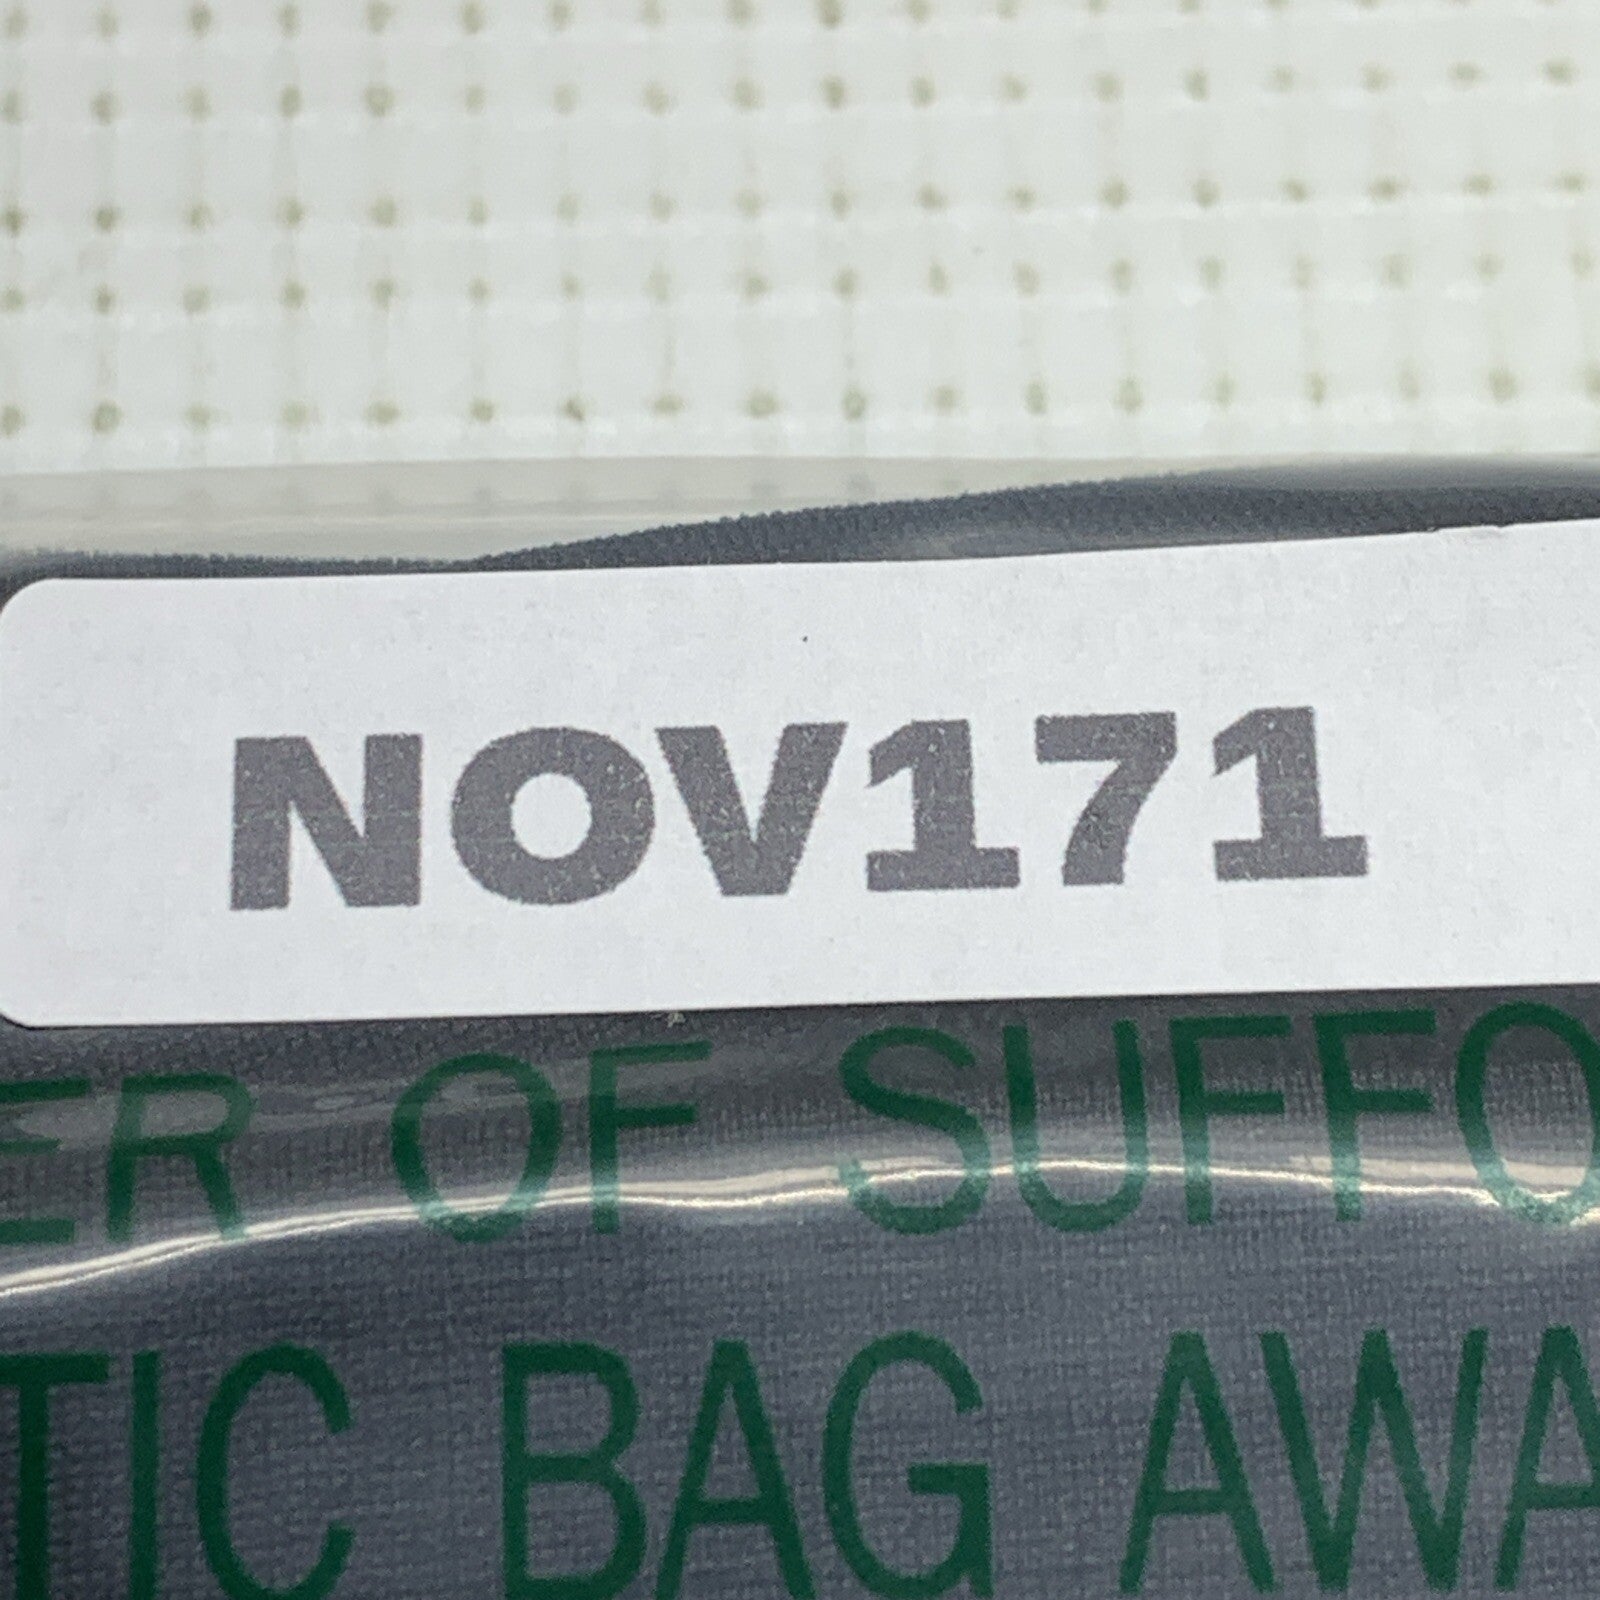 NOV171
ER OF SUFFO
TIC BAG AWA